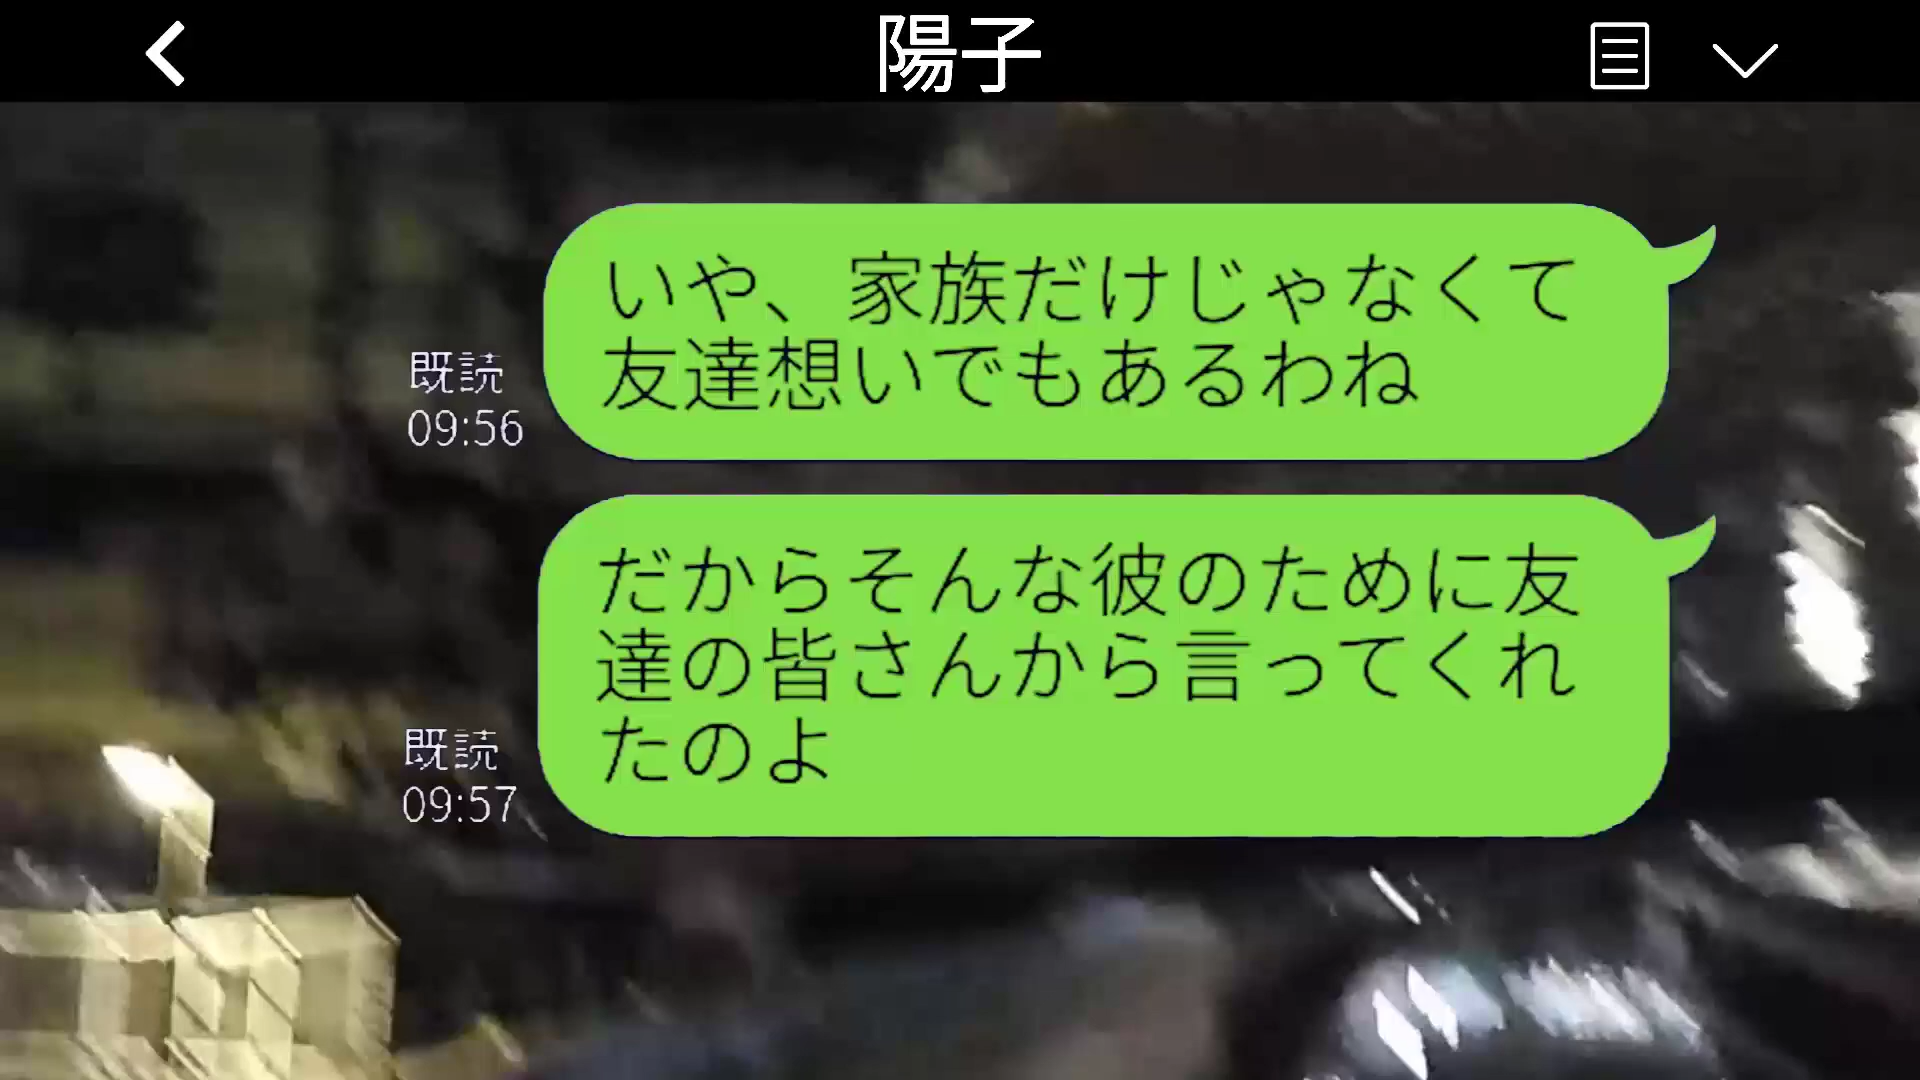 陽子
いや、家族だけじゃなくて
友達想いでもあるわね
既読
09:56
だからそんな彼のために友
達の皆さんから言ってくれ
たのよ
既読
09:57